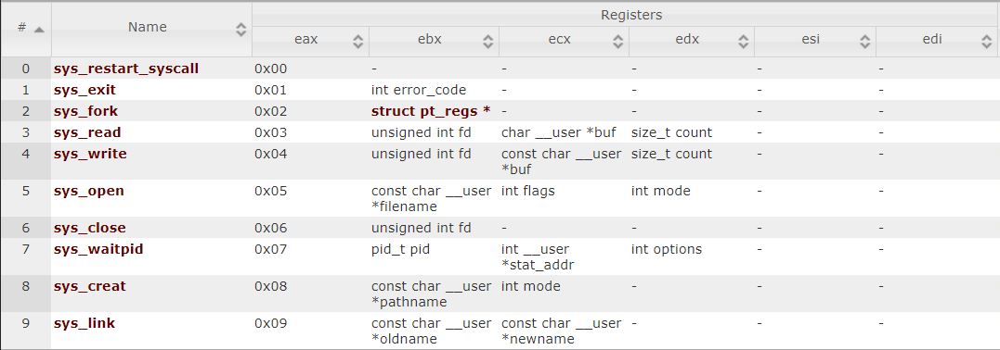 # Name Registers
eax ebx ecx edx esi edi
0 sys_restart_syscall 0x00 - - - - -
1 sys_exit 0x01 int error_code - - - -
2 sys_fork 0x02 struct pt_regs * - - - -
3 sys_read 0x03 unsigned int fd char __user *buf size_t count - -
4 sys_write 0x04 unsigned int fd const char __user size_t count - -
*buf
5 sys_open 0x05 const char __user int flags int mode - -
*filename
6 sys_close 0x06 unsigned int fd - - - -
7 sys_waitpid 0x07 pid_t pid int __user int options - -
*stat_addr
8 sys_creat 0x08 const char __user int mode - - -
*pathname
9 sys_link 0x09 const char __user const char __user - - -
*oldname *newname